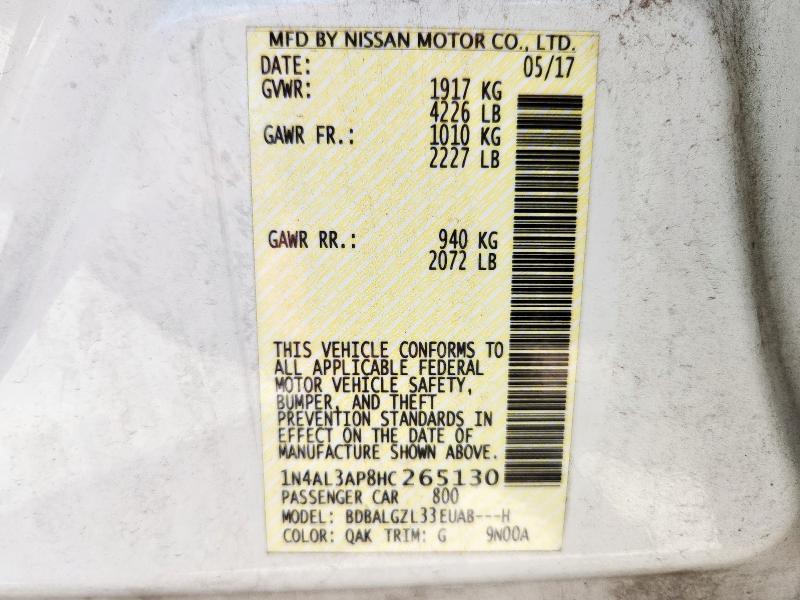 MFD BY NISSAN MOTOR CO., LTD.
DATE: 05/17
GVWR: 1917 KG
4226 LB
GAWR FR.: 1010 KG
2227 LB
GAWR RR.: 940 KG
2072 LB
THIS VEHICLE CONFORMS TO
ALL APPLICABLE FEDERAL
MOTOR VEHICLE SAFETY,
BUMPER, AND THEFT
PREVENTION STANDARDS IN
EFFECT ON THE DATE OF
MANUFACTURE SHOWN ABOVE.
1N4AL3AP8HC265130
PASSENGER CAR 800
MODEL: BDBALGZL33EUAB---H
COLOR: QAK TRIM: G 9N00A